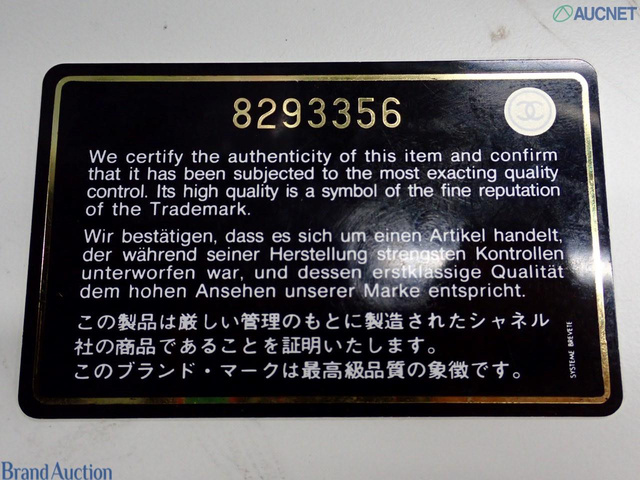 AUCNET
8293356
We certify the authenticity of this item and confirm
that it has been subjected to the most exacting quality
control. Its high quality is a symbol of the fine reputation
of the Trademark.
Wir bestätigen, dass es sich um einen Artikel handelt,
der während seiner Herstellung strengsten Kontrollen
unterworfen war, und dessen erstklassige Qualität
dem hohen Ansehen unserer Marke entspricht.
この製品は厳しい管理のもとに製造されたシャネル
社の商品であることを証明いたします。
このブランド・マークは最高級品質の象徴です。
SYSTEME BREVETE
Brand Auction